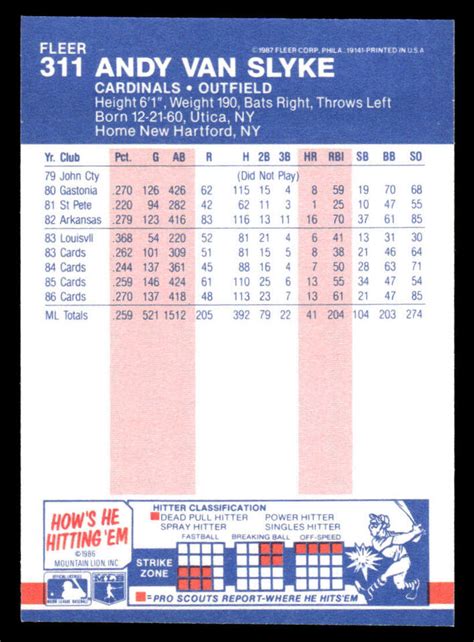 FLEER
©1987 FLEER CORP., PHILA., 19141-PRINTED IN U.S.A
311 ANDY VAN SLYKE
CARDINALS • OUTFIELD
Height 6'1", Weight 190, Bats Right, Throws Left
Born 12-21-60, Utica, NY
Home New Hartford, NY
Yr. Club Pct. G AB R H 2B 3B HR RBI SB BB SO
79 John Cty (Did Not Play)
80 Gastonia .270 126 426 62 115 15 4 8 59 19 70 68
81 St Pete .220 94 282 42 62 11 3 1 25 10 47 55
82 Arkansas .279 123 416 83 116 13 11 16 70 37 61 85
83 Louisvll .368 54 220 52 81 21 4 6 41 13 31 30
83 Cards .262 101 309 51 81 15 5 8 38 21 46 64
84 Cards .244 137 361 45 88 16 4 7 50 28 63 71
85 Cards .259 146 424 61 110 25 6 13 55 34 47 54
86 Cards .270 137 418 48 113 23 7 13 61 21 47 85
ML Totals .259 521 1512 205 392 79 22 41 204 104 203 274
HOW'S HE
HITTING 'EM
©1986
MOUNTAIN LION, INC
HITTER CLASSIFICATION
DEAD PULL HITTER POWER HITTER
SPRAY HITTER SINGLES HITTER
FASTBALL BREAKING BALL OFF-SPEED
STRIKE
ZONE
=PRO SCOUTS REPORT-WHERE HE HITS'EM